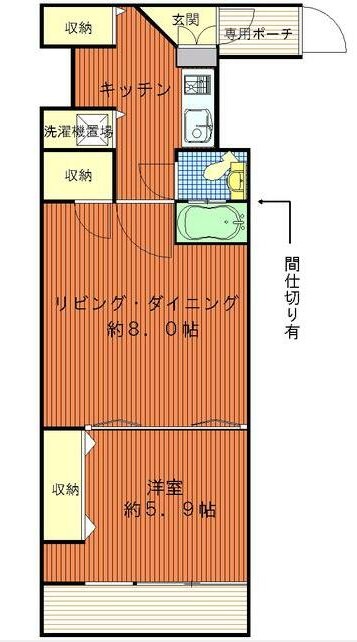 収納
玄関
専用ポーチ
キッチン
洗濯機置場
収納
間仕切り有
リビング・ダイニング
約8.0帖
収納
洋室
約5.9帖